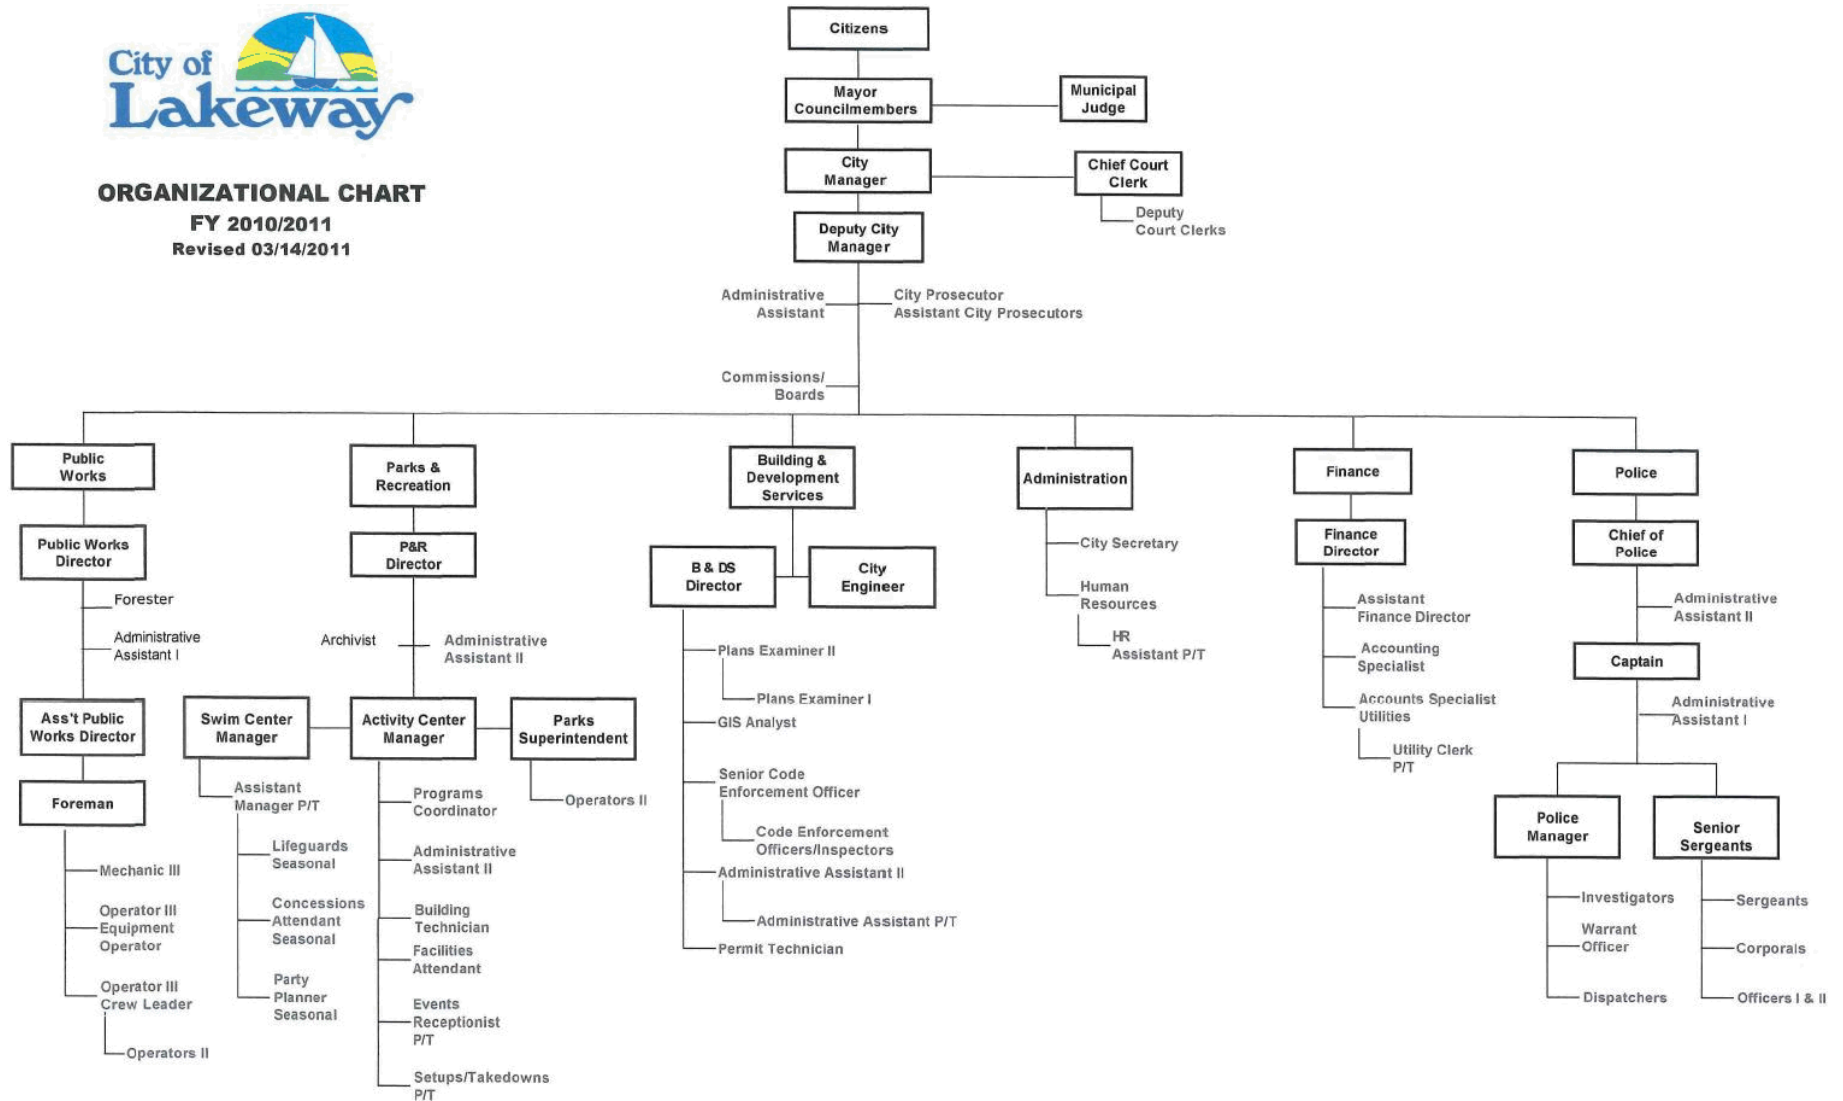 City of
Lakeway
ORGANIZATIONAL CHART
FY 2010/2011
Revised 03/14/2011
Citizens
Mayor
Councilmembers
Municipal
Judge
City
Manager
Chief Court
Clerk
Deputy
Court Clerks
Deputy City
Manager
Administrative
Assistant
City Prosecutor
Assistant City Prosecutors
Commissions/
Boards
Public
Works
Public Works
Director
Forester
Administrative
Assistant I
Ass't Public
Works Director
Foreman
Mechanic III
Operator III
Equipment
Operator
Operator III
Crew Leader
Operators II
Parks &
Recreation
P&R
Director
Archivist
Administrative
Assistant II
Swim Center
Manager
Assistant
Manager P/T
Lifeguards
Seasonal
Concessions
Attendant
Seasonal
Party
Planner
Seasonal
Activity Center
Manager
Programs
Coordinator
Administrative
Assistant II
Building
Technician
Facilities
Attendant
Events
Receptionist
P/T
Setups/Takedowns
P/T
Parks
Superintendent
Operators II
Building &
Development
Services
B & DS
Director
City
Engineer
Plans Examiner II
Plans Examiner I
GIS Analyst
Senior Code
Enforcement Officer
Code Enforcement
Officers/Inspectors
Administrative Assistant II
Administrative Assistant P/T
Permit Technician
Administration
City Secretary
Human
Resources
HR
Assistant P/T
Finance
Finance
Director
Assistant
Finance Director
Accounting
Specialist
Accounts Specialist
Utilities
Utility Clerk
P/T
Police
Chief of
Police
Administrative
Assistant II
Captain
Administrative
Assistant I
Police
Manager
Investigators
Warrant
Officer
Dispatchers
Senior
Sergeants
Sergeants
Corporals
Officers I & II